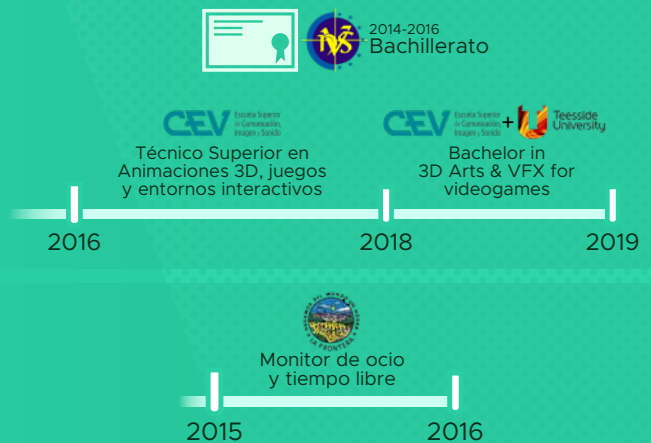 2014-2016
Bachillerato
CEV Escuela Superior
de Comunicación,
Imagen y Sonido
Técnico Superior en
Animaciones 3D, juegos
y entornos interactivos
CEV Escuela Superior
de Comunicación,
Imagen y Sonido
+ Teesside
University
Bachelor in
3D Arts & VFX for
videogames
2016
2018
2019
LA FRONTERA
Monitor de ocio
y tiempo libre
2015
2016